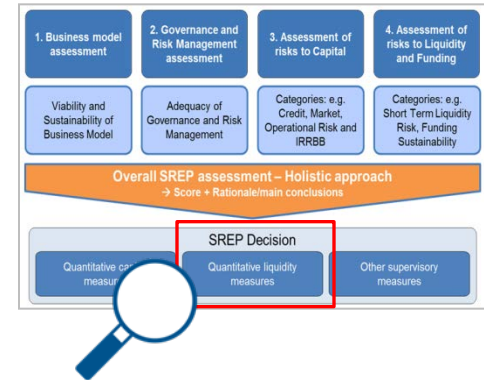 1. Business model
assessment
2. Governance and
Risk Management
assessment
3. Assessment of
risks to Capital
4. Assessment of
risks to Liquidity
and Funding
Viability and
Sustainability of
Business Model
Adequacy of
Governance and Risk
Management
Categories: e.g.
Credit, Market,
Operational Risk and
IRRBB
Categories: e.g.
Short Term Liquidity
Risk, Funding
Sustainability
Overall SREP assessment – Holistic approach
→ Score + Rationale/main conclusions
SREP Decision
Quantitative
Quantitative liquidity
measures
Other supervisory
measures